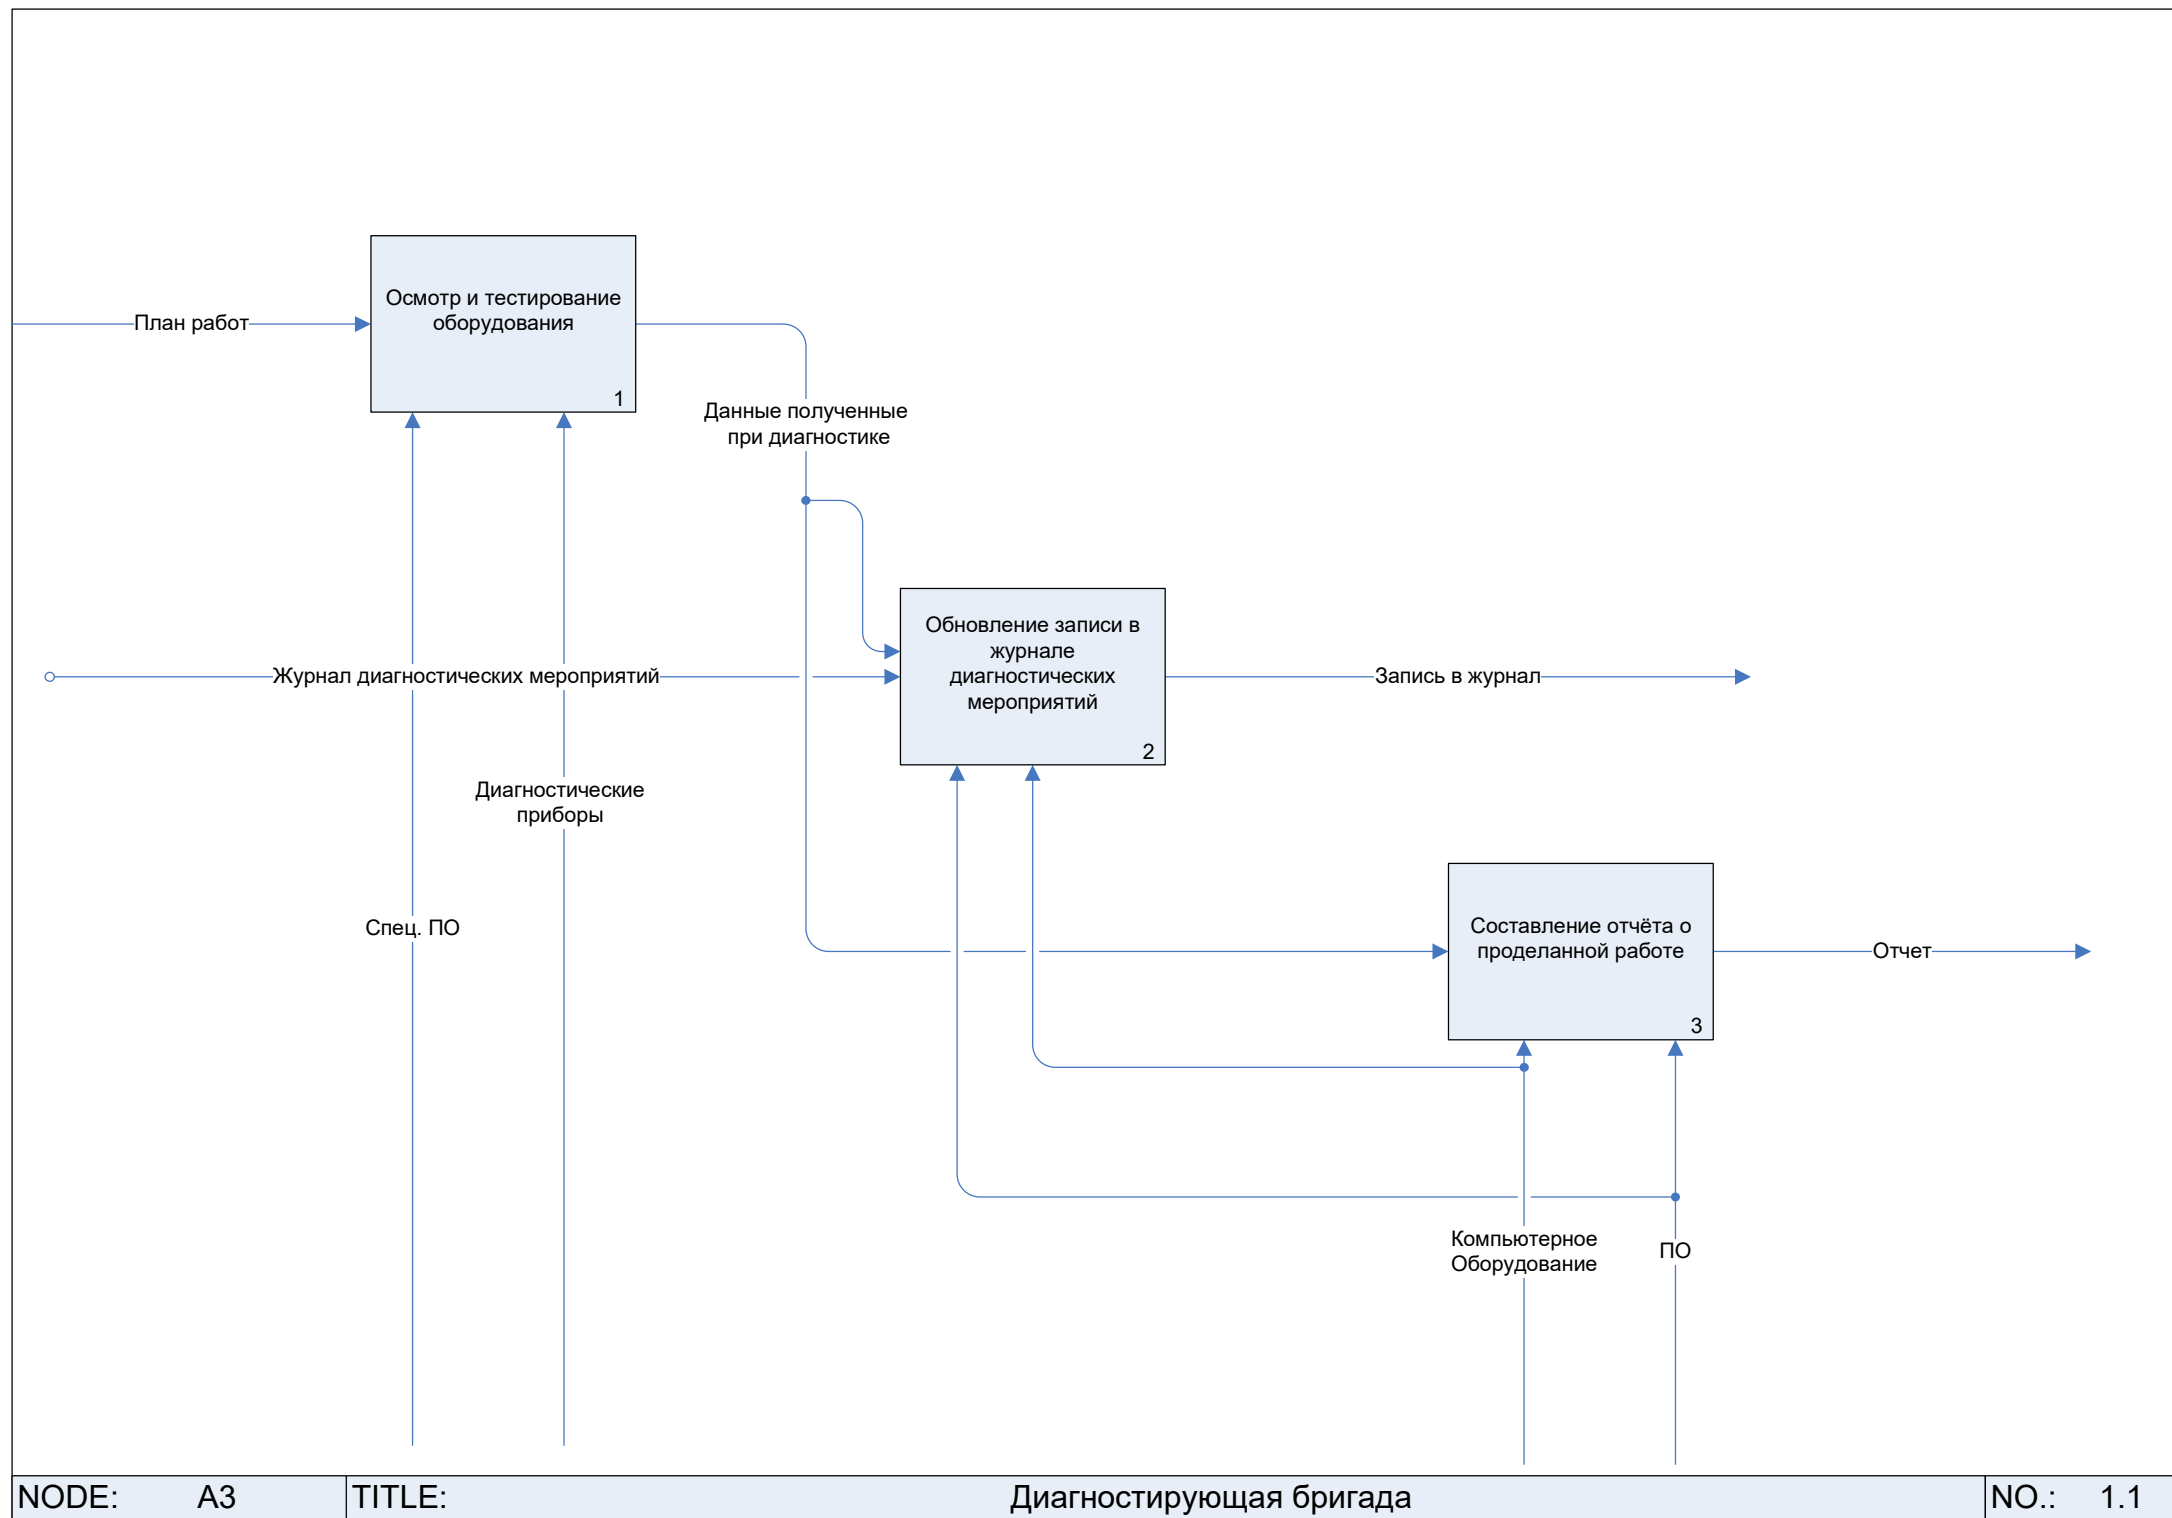 Осмотр и тестирование
оборудования
1
План работ
Данные полученные
при диагностике
Обновление записи в
журнале
диагностических
мероприятий
2
Журнал диагностических мероприятий
Запись в журнал
Диагностические
приборы
Спец. ПО
Составление отчёта о
проделанной работе
3
Отчет
Компьютерное
Оборудование
ПО
NODE: A3 TITLE: Диагностирующая бригада NO.: 1.1